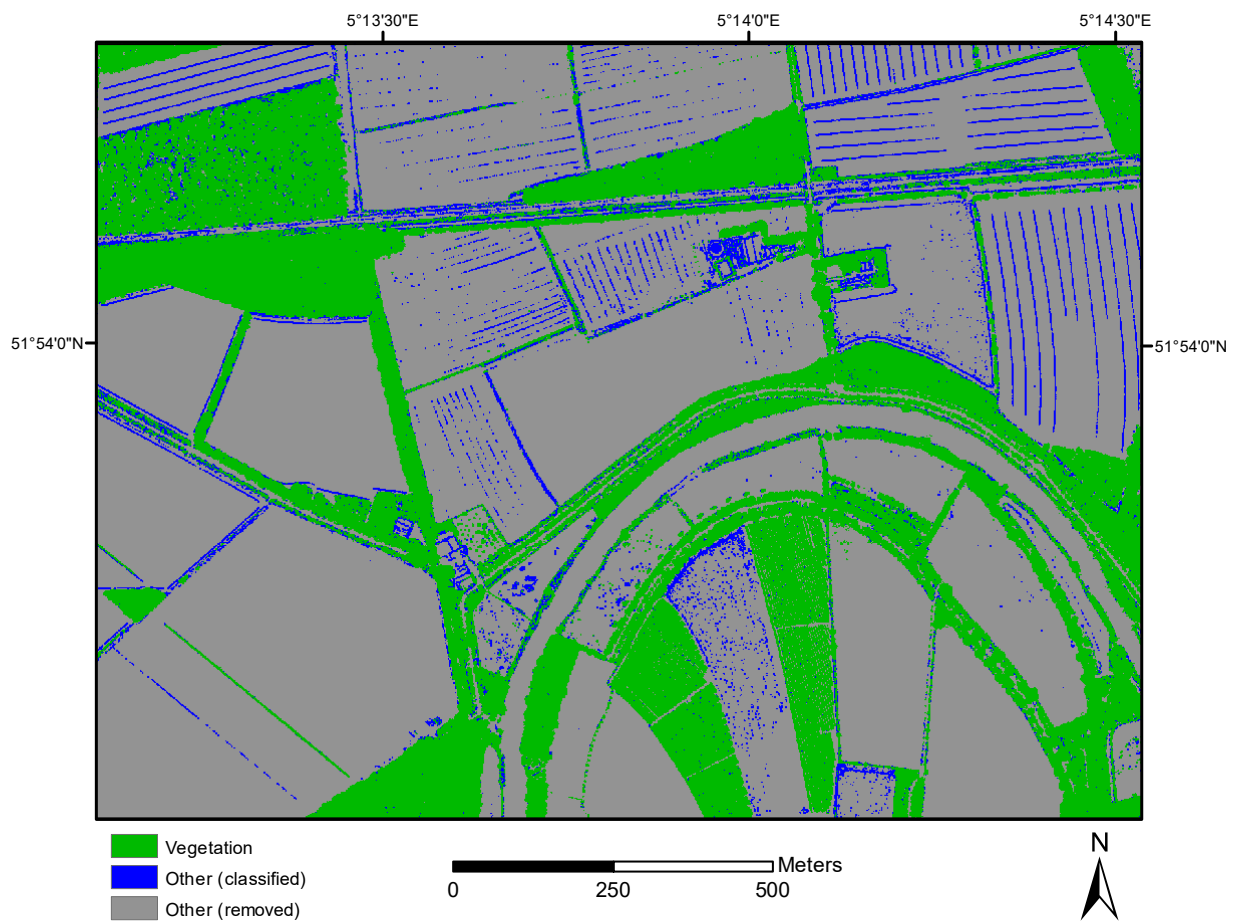 5°13'30"E 5°14'0"E 5°14'30"E
51°54'0"N 51°54'0"N
Vegetation
Other (classified)
Other (removed)
Meters
0 250 500
N